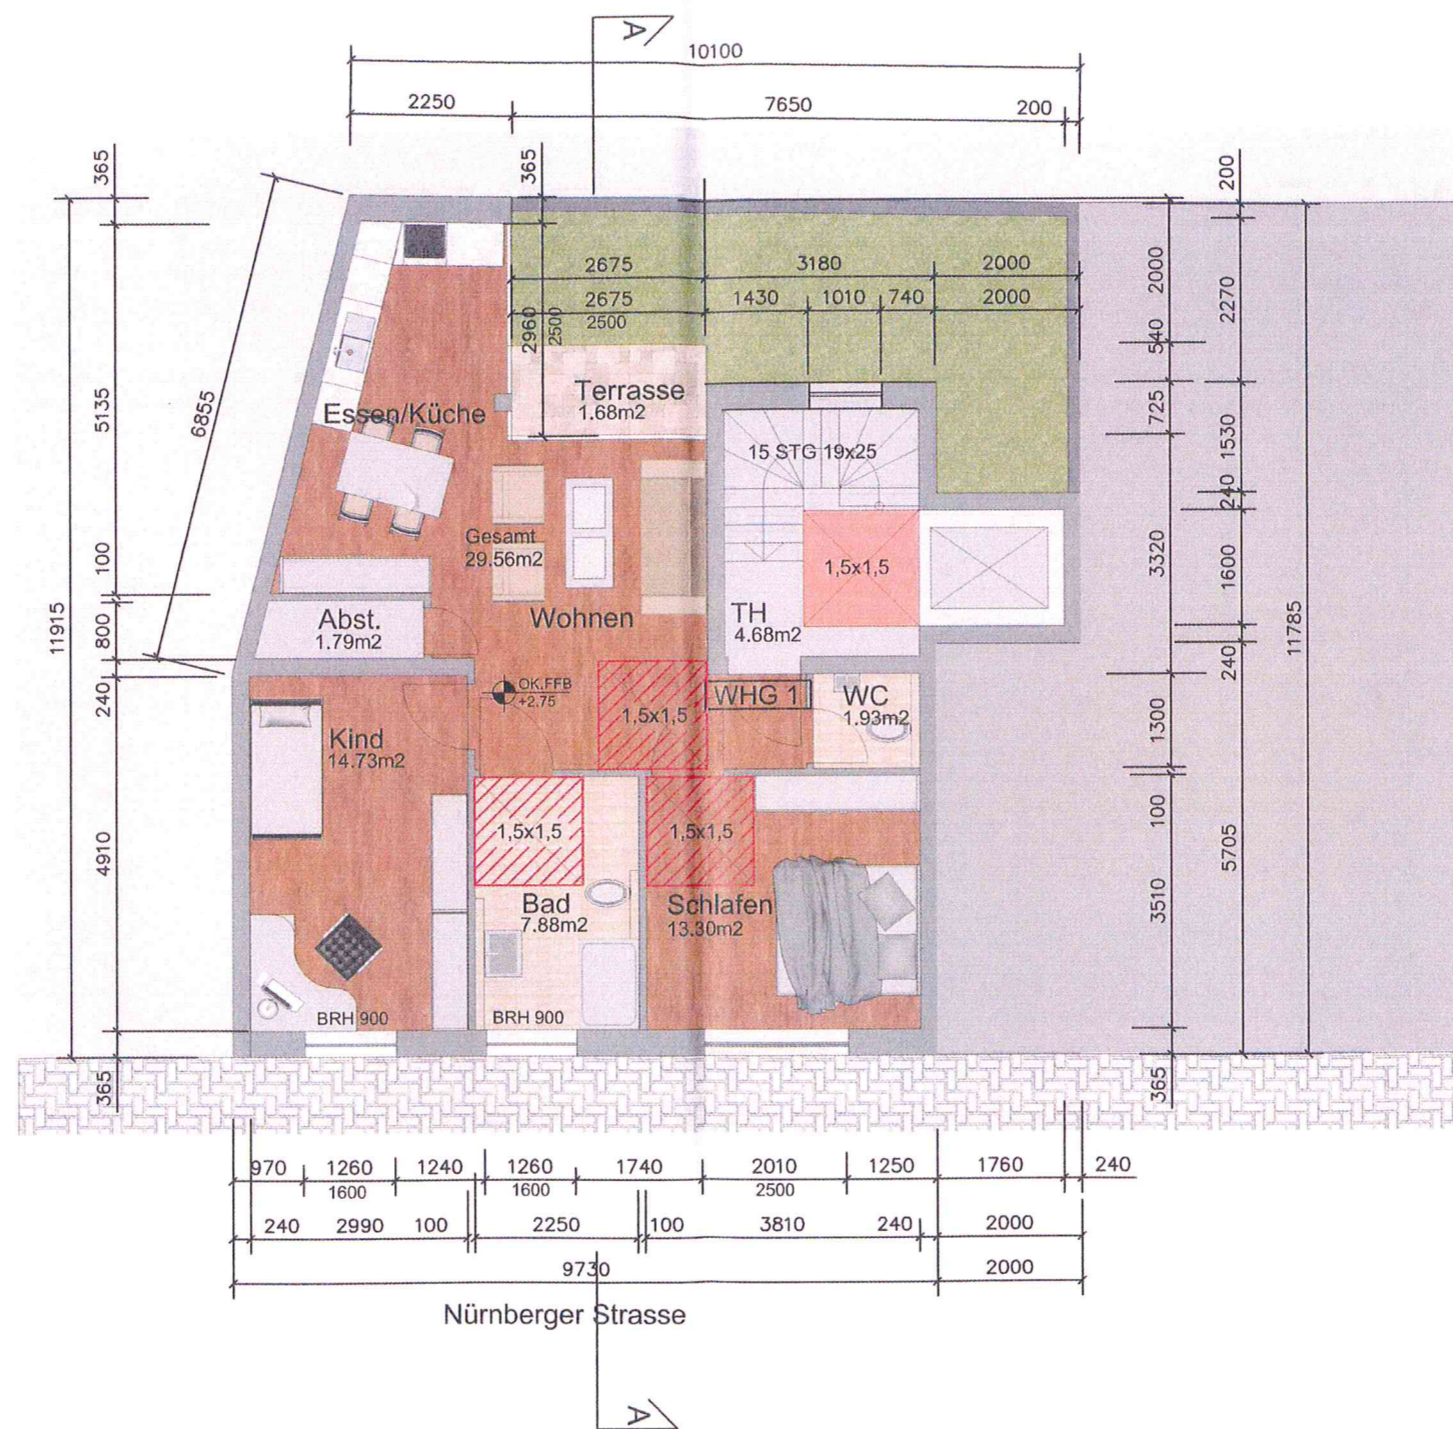 A
10100
2250
7650
200
365
365
200
2675
3180
2000
2675
1430
1010
740
2000
2500
2960
2500
2000
540
2270
Terrasse
1.68m2
Essen/Küche
6855
5135
725
1530
15 STG 19x25
240
Gesamt
29.56m2
1,5x1,5
3320
1600
100
Abst.
1.79m2
Wohnen
TH
4.68m2
11915
800
11785
240
240
OK.FFB
+2.75
1,5x1,5
WHG 1
WC
1.93m2
Kind
14.73m2
1300
1,5x1,5
1,5x1,5
100
4910
5705
Bad
7.88m2
Schlafen
13.30m2
3510
BRH 900
BRH 900
365
365
970
1260
1240
1260
1740
2010
1250
1760
240
1600
1600
2500
240
2990
100
2250
100
3810
240
2000
9730
2000
Nürnberger Strasse
A